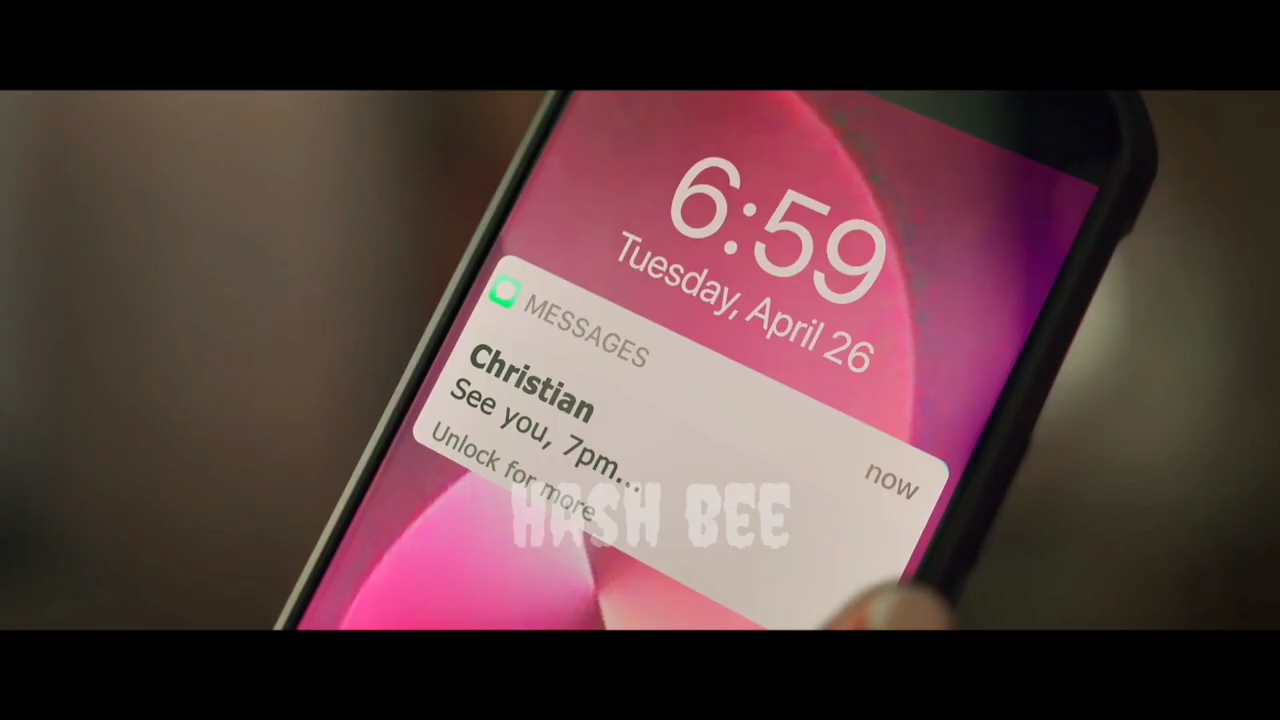 6:59
Tuesday, April 26
MESSAGES
now
Christian
See you, 7pm...
Unlock for more
HASH BEE